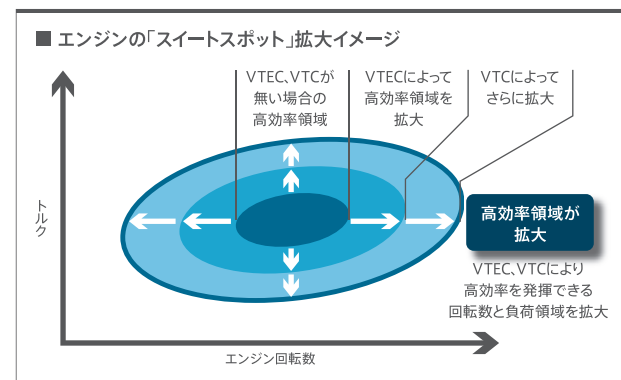 ■ エンジンの「スイートスポット」拡大イメージ
VTEC、VTCが
無い場合の
高効率領域
VTECによって
高効率領域を
拡大
VTCによって
さらに拡大
トルク
高効率領域が
拡大
VTEC、VTCにより
高効率を発揮できる
回転数と負荷領域を拡大
エンジン回転数